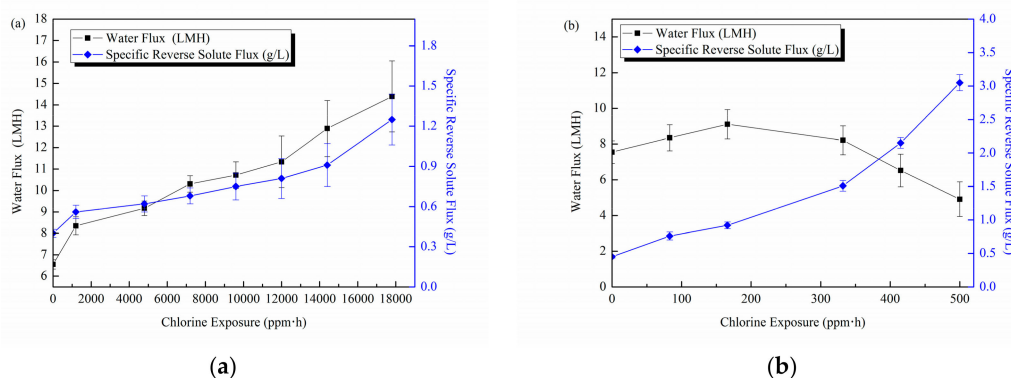 (a)
Water Flux (LMH)
Specific Reverse Solute Flux (g/L)
18
17
16
15
14
13
12
11
10
9
8
7
6
Water Flux (LMH)
1.8
1.5
1.2
0.9
0.6
0.3
0.0
Specific Reverse Solute
Flux (g/L)
0 2000 4000 6000 8000 10000 12000 14000 16000 18000
Chlorine Exposure (ppm·h)
(a)
(b)
Water Flux (LMH)
Specific Reverse Solute Flux (g/L)
14
12
10
8
6
4
2
0
Water Flux (LMH)
4.0
3.5
3.0
2.5
2.0
1.5
1.0
0.5
0.0
Specific Reverse Solute
Flux (g/L)
0 100 200 300 400 500
Chlorine Exposure (ppm·h)
(b)